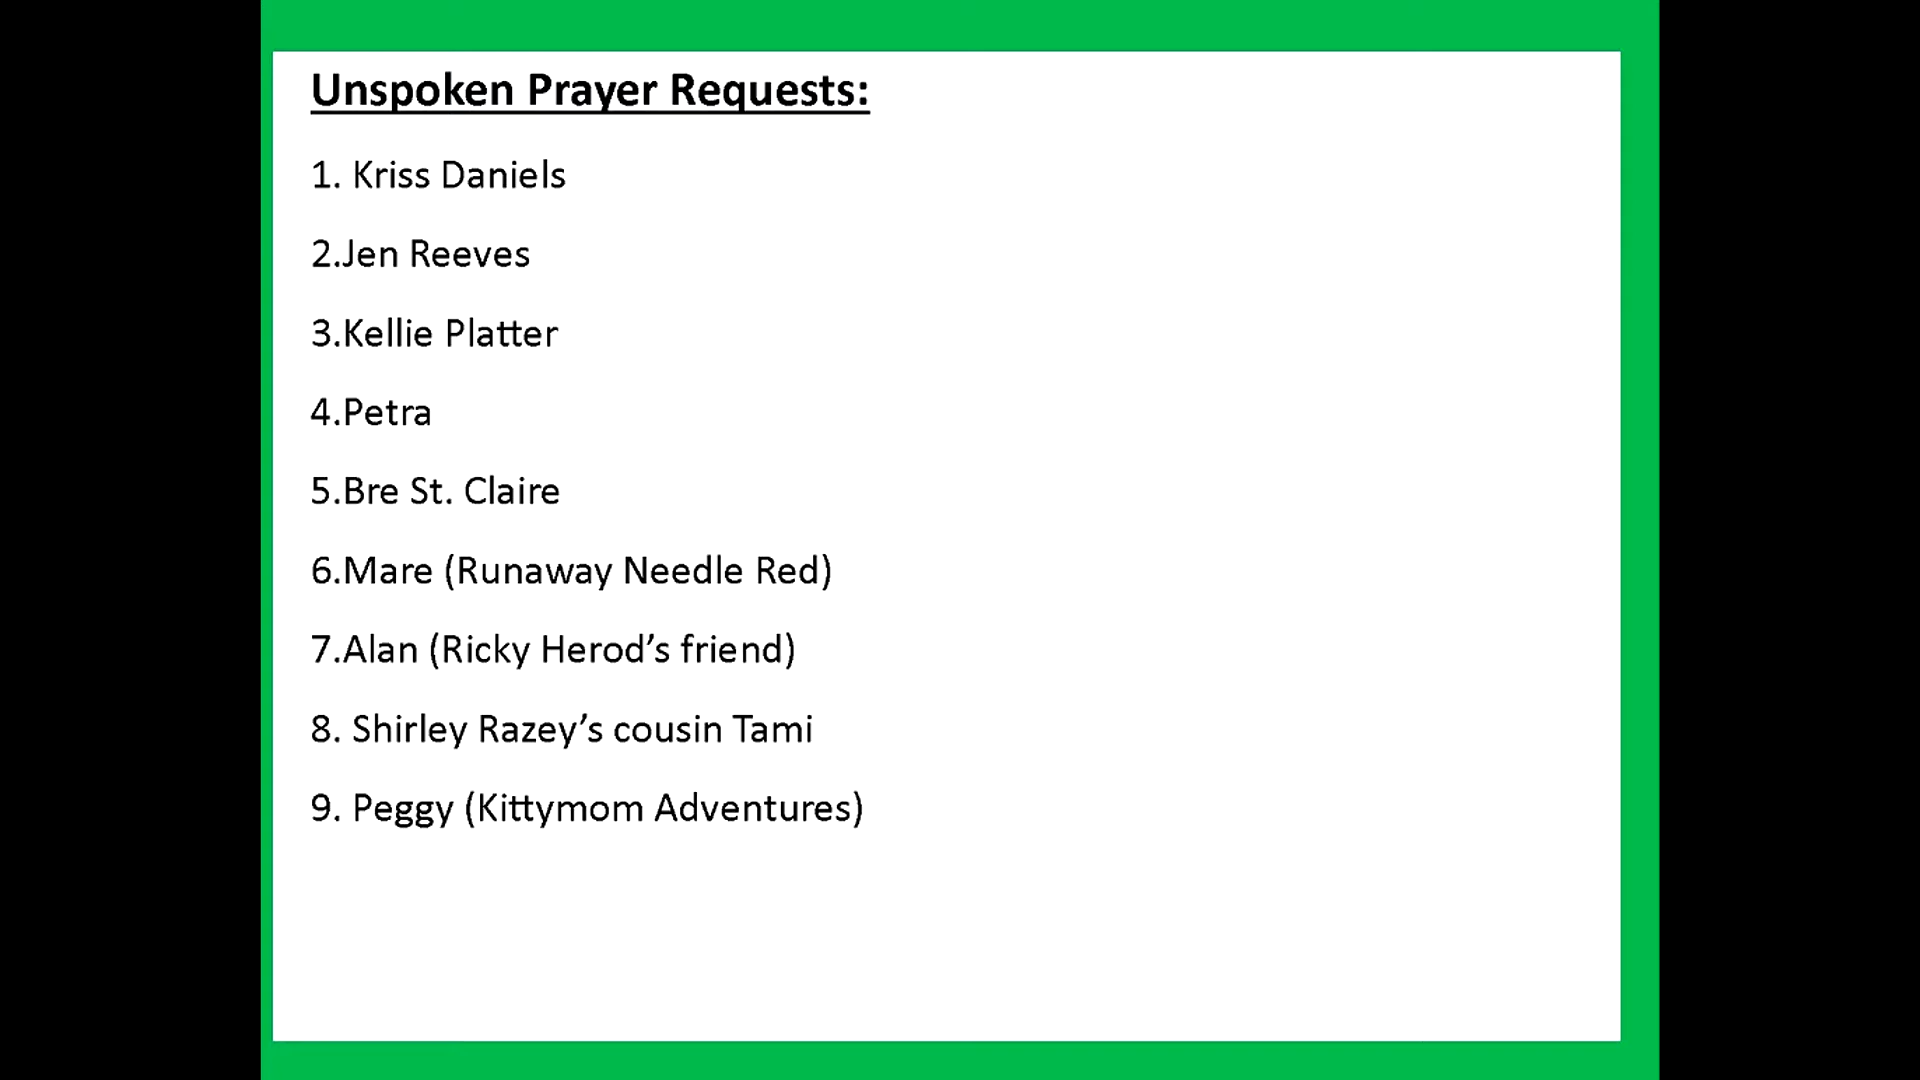 Unspoken Prayer Requests:
1. Kriss Daniels
2.Jen Reeves
3.Kellie Platter
4.Petra
5.Bre St. Claire
6.Mare (Runaway Needle Red)
7.Alan (Ricky Herod’s friend)
8. Shirley Razey’s cousin Tami
9. Peggy (Kittymom Adventures)